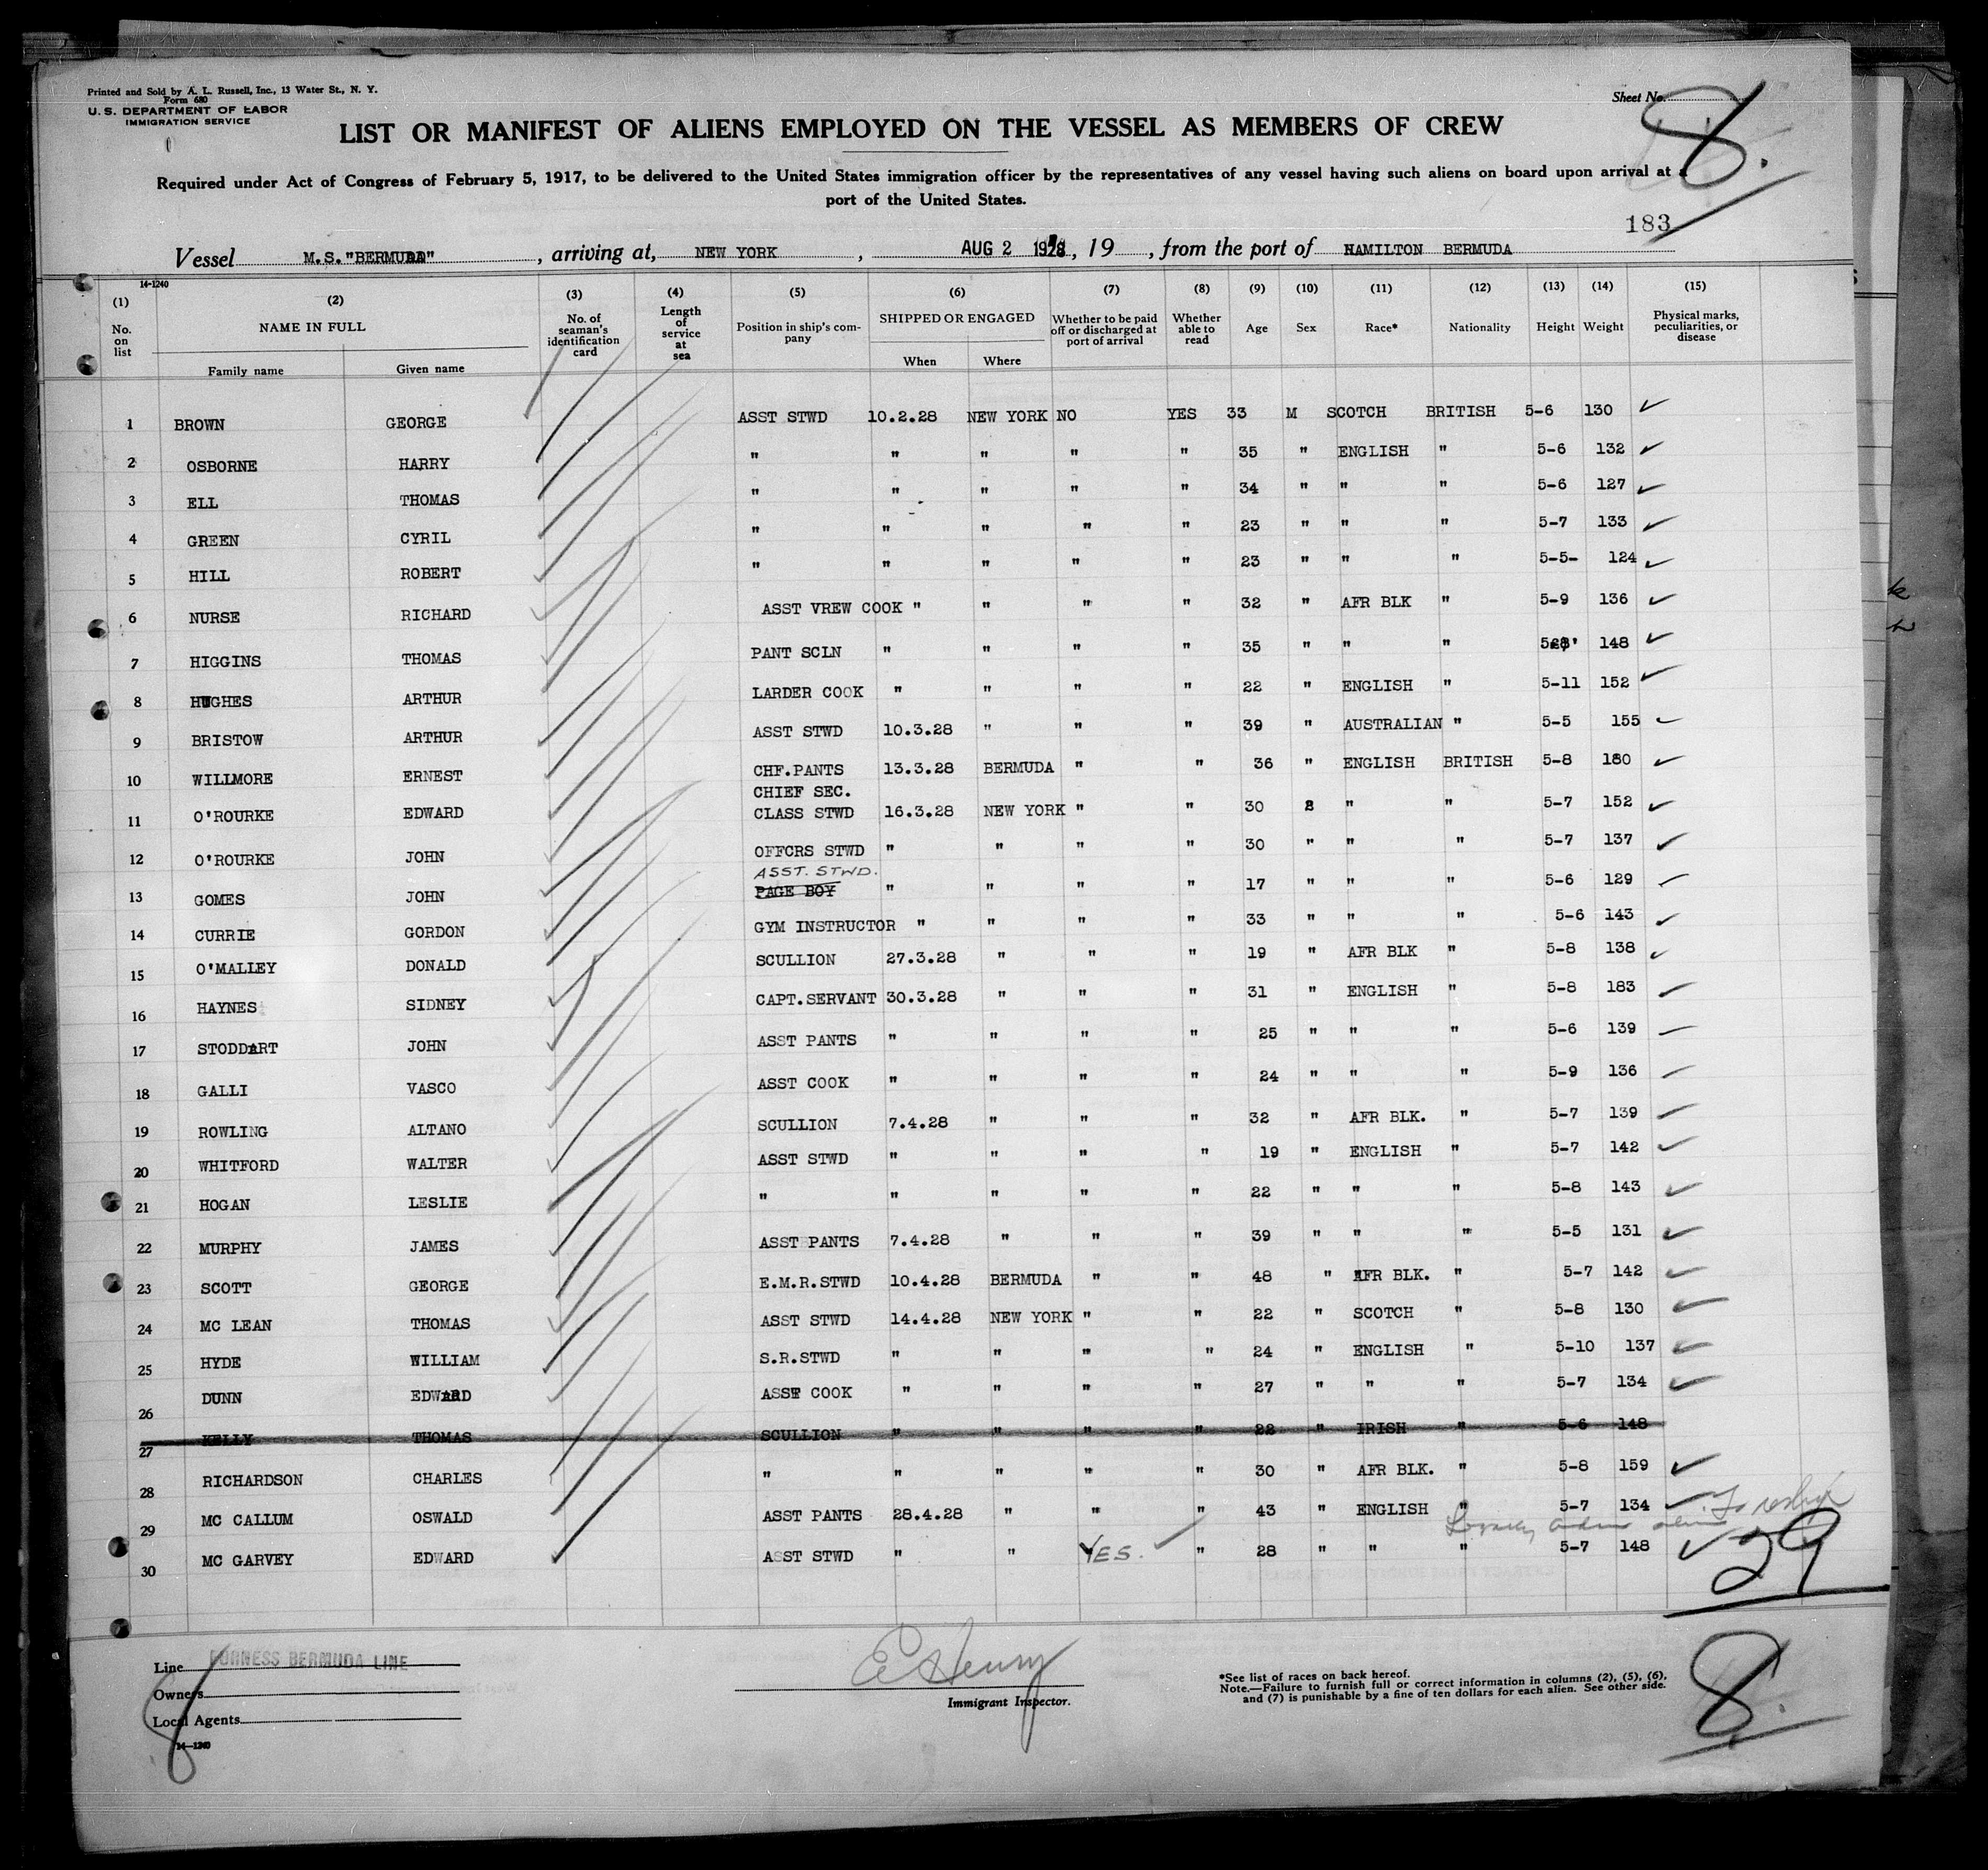 Printed and Sold by A. L. Russell, Inc., 13 Water St., N. Y.
Form 680
U. S. DEPARTMENT OF LABOR
IMMIGRATION SERVICE
Sheet No.
8.
LIST OR MANIFEST OF ALIENS EMPLOYED ON THE VESSEL AS MEMBERS OF CREW
Required under Act of Congress of February 5, 1917, to be delivered to the United States immigration officer by the representatives of any vessel having such aliens on board upon arrival at a
port of the United States.
183
Vessel M.S."BERMUDA", arriving at, NEW YORK, AUG 2 1928, 19 , from the port of HAMILTON BERMUDA
14-1240
(1) (2) (3) (4) (5) (6) (7) (8) (9) (10) (11) (12) (13) (14) (15)
No. on list NAME IN FULL No. of seaman's identification card Length of service at sea Position in ship's company SHIPPED OR ENGAGED Whether to be paid off or discharged at port of arrival Whether able to read Age Sex Race* Nationality Height Weight Physical marks, peculiarities, or disease
Family name Given name When Where
1 BROWN GEORGE ASST STWD 10.2.28 NEW YORK NO YES 33 M SCOTCH BRITISH 5-6 130
2 OSBORNE HARRY " " " " " 35 " ENGLISH " 5-6 132
3 ELL THOMAS " " " " " 34 " " " 5-6 127
4 GREEN CYRIL " " " " " 23 " " " 5-7 133
5 HILL ROBERT " " " " 23 " " " 5-5- 124
6 NURSE RICHARD ASST VREW COOK " " " " 32 " AFR BLK " 5-9 136
7 HIGGINS THOMAS PANT SCLN " " " " 35 " " " 148
8 HUGHES ARTHUR LARDER COOK " " " " 22 " ENGLISH " 5-11 152
9 BRISTOW ARTHUR ASST STWD 10.3.28 " " " 39 " AUSTRALIAN " 5-5 155
10 WILLMORE ERNEST CHF.PANTS 13.3.28 BERMUDA " " 36 " ENGLISH BRITISH 5-8 180
CHIEF SEC.
11 O'ROURKE EDWARD CLASS STWD 16.3.28 NEW YORK " " 30 " " 5-7 152
12 O'ROURKE JOHN OFFCRS STWD " " " " 30 " " " 5-7 137
ASST. STWD.
13 GOMES JOHN PAGE BOY " " " " 17 " " " 5-6 129
14 CURRIE GORDON GYM INSTRUCTOR " " " " 33 " " " 5-6 143
15 O'MALLEY DONALD SCULLION 27.3.28 " " " 19 " AFR BLK " 5-8 138
16 HAYNES SIDNEY CAPT.SERVANT 30.3.28 " " " 31 " ENGLISH " 5-8 183
17 STODDART JOHN ASST PANTS " " " " 25 " " " 5-6 139
18 GALLI VASCO ASST COOK " " " " 24 " " " 5-9 136
19 ROWLING ALTANO SCULLION 7.4.28 " " " 32 " AFR BLK. " 5-7 139
20 WHITFORD WALTER ASST STWD " " " " 19 " ENGLISH " 5-7 142
21 HOGAN LESLIE " " " " " 22 " " " 5-8 143
22 MURPHY JAMES ASST PANTS 7.4.28 " " " 39 " " " 5-5 131
23 SCOTT GEORGE E.M.R.STWD 10.4.28 BERMUDA " " 48 " AFR BLK. " 5-7 142
24 MC LEAN THOMAS ASST STWD 14.4.28 NEW YORK " " 22 " SCOTCH " 5-8 130
25 HYDE WILLIAM S.R.STWD " " " " 24 " ENGLISH " 5-10 137
26 DUNN EDWARD ASST COOK " " " " 27 " " " 5-7 134
27 KELLY THOMAS SCULLION " " " " 22 " IRISH " 5-6 148
28 RICHARDSON CHARLES " " " " " 30 " AFR BLK. " 5-8 159
29 MC CALLUM OSWALD ASST PANTS 28.4.28 " " " 43 " ENGLISH " 5-7 134
30 MC GARVEY EDWARD ASST STWD " " YES. " 28 " " " 5-7 148
29
Line FURNESS BERMUDA LINE
Owners
Local Agents
14-1240
8
E Henry
Immigrant Inspector.
*See list of races on back hereof.
Note.—Failure to furnish full or correct information in columns (2), (5), (6),
and (7) is punishable by a fine of ten dollars for each alien. See other side.
8.